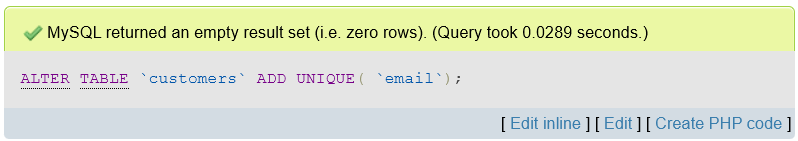 MySQL returned an empty result set (i.e. zero rows). (Query took 0.0289 seconds.)
ALTER TABLE `customers` ADD UNIQUE( `email`);
[ Edit inline ] [ Edit ] [ Create PHP code ]